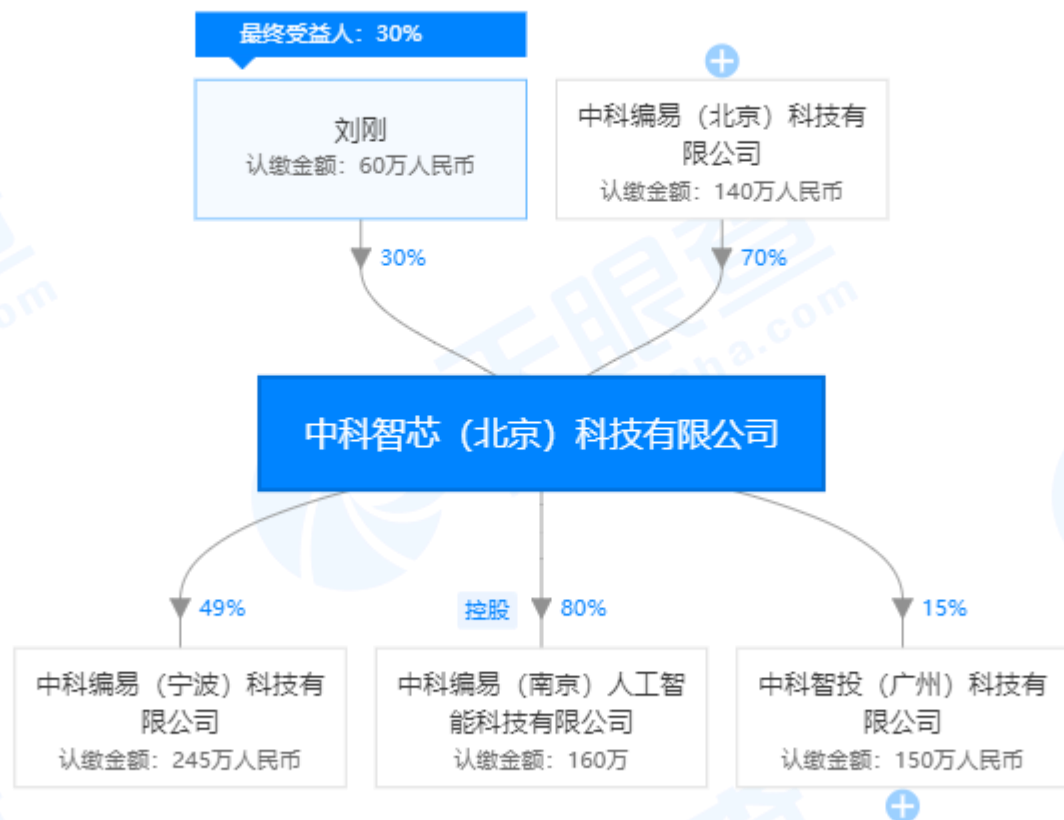 最终受益人：30%
刘刚
认缴金额：60万人民币
中科编易（北京）科技有
限公司
认缴金额：140万人民币
30%
70%
天眼查
中科智芯（北京）科技有限公司
49%
控股
80%
15%
中科编易（宁波）科技有
限公司
认缴金额：245万人民币
中科编易（南京）人工智
能科技有限公司
认缴金额：160万
中科智投（广州）科技有
限公司
认缴金额：150万人民币